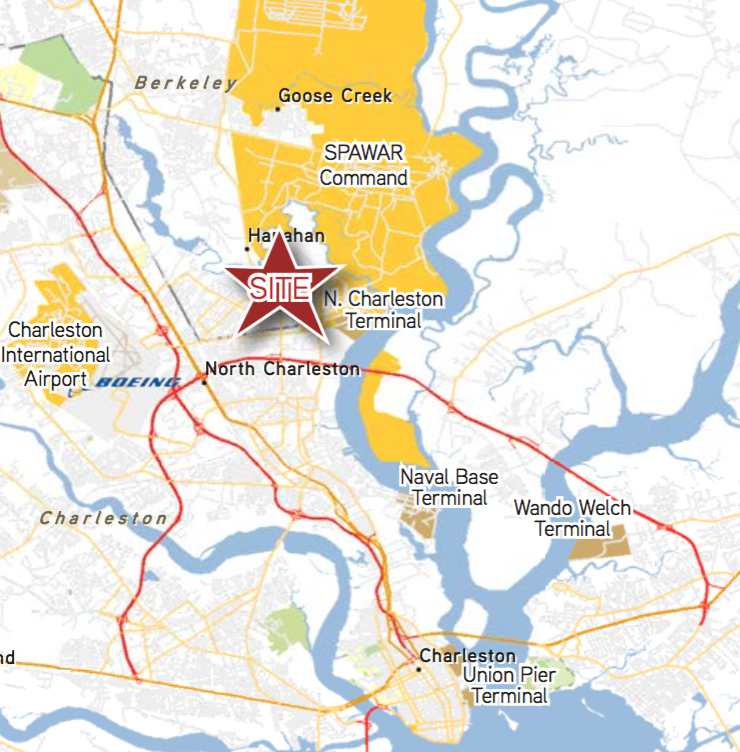 Berkeley
Goose Creek
SPAWAR
Command
Hanahan
SITE
N. Charleston
Terminal
Charleston
International
Airport
BOEING
North Charleston
Naval Base
Terminal
Wando Welch
Terminal
Charleston
nd
Charleston
Union Pier
Terminal